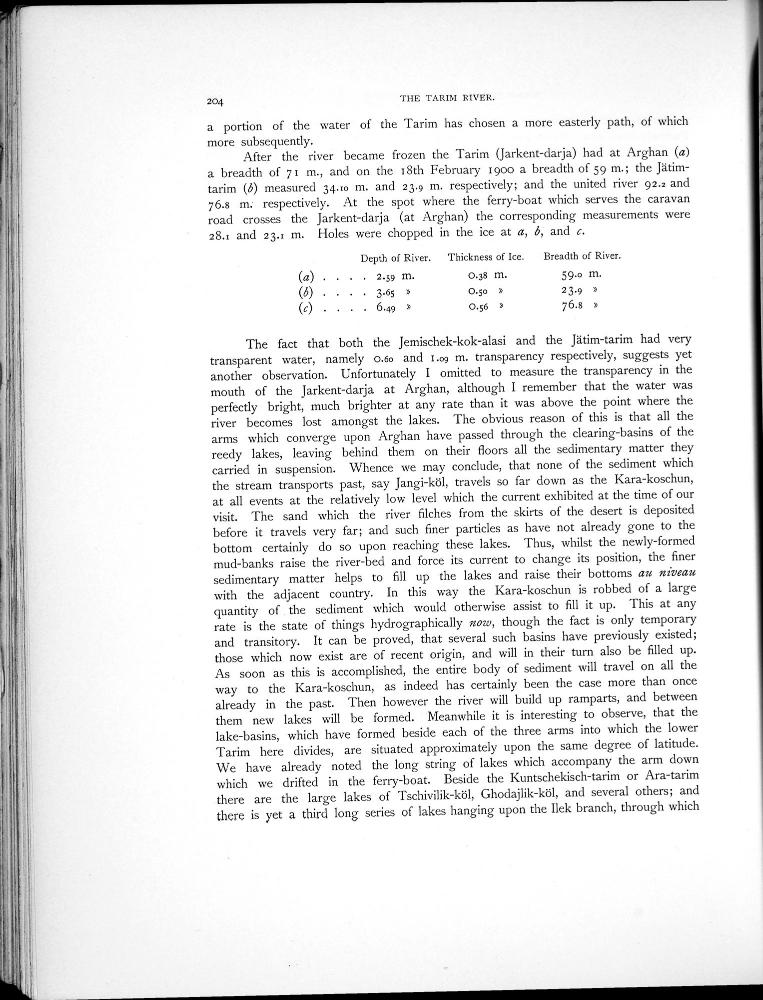 204
THE TARIM RIVER.
a portion of the water of the Tarim has chosen a more easterly path, of which
more subsequently.
After the river became frozen the Tarim (Jarkent-darja) had at Arghan (a)
a breadth of 71 m., and on the 18th February 1900 a breadth of 59 m.; the Jätim-
tarim (b) measured 34.10 m. and 23.9 m. respectively; and the united river 92.2 and
76.8 m. respectively. At the spot where the ferry-boat which serves the caravan
road crosses the Jarkent-darja (at Arghan) the corresponding measurements were
28.1 and 23.1 m. Holes were chopped in the ice at a, b, and c.
Depth of River. Thickness of Ice. Breadth of River.
(a) . . . . 2.59 m. 0.38 m. 59.0 m.
(b) . . . . 3.65 » 0.50 » 23.9 »
(c) . . . . 6.49 » 0.56 » 76.8 »
The fact that both the Jemischek-kok-alasi and the Jätim-tarim had very
transparent water, namely 0.60 and 1.09 m. transparency respectively, suggests yet
another observation. Unfortunately I omitted to measure the transparency in the
mouth of the Jarkent-darja at Arghan, although I remember that the water was
perfectly bright, much brighter at any rate than it was above the point where the
river becomes lost amongst the lakes. The obvious reason of this is that all the
arms which converge upon Arghan have passed through the clearing-basins of the
reedy lakes, leaving behind them on their floors all the sedimentary matter they
carried in suspension. Whence we may conclude, that none of the sediment which
the stream transports past, say Jangi-köl, travels so far down as the Kara-koschun,
at all events at the relatively low level which the current exhibited at the time of our
visit. The sand which the river filches from the skirts of the desert is deposited
before it travels very far; and such finer particles as have not already gone to the
bottom certainly do so upon reaching these lakes. Thus, whilst the newly-formed
mud-banks raise the river-bed and force its current to change its position, the finer
sedimentary matter helps to fill up the lakes and raise their bottoms au niveau
with the adjacent country. In this way the Kara-koschun is robbed of a large
quantity of the sediment which would otherwise assist to fill it up. This at any
rate is the state of things hydrographically now, though the fact is only temporary
and transitory. It can be proved, that several such basins have previously existed;
those which now exist are of recent origin, and will in their turn also be filled up.
As soon as this is accomplished, the entire body of sediment will travel on all the
way to the Kara-koschun, as indeed has certainly been the case more than once
already in the past. Then however the river will build up ramparts, and between
them new lakes will be formed. Meanwhile it is interesting to observe, that the
lake-basins, which have formed beside each of the three arms into which the lower
Tarim here divides, are situated approximately upon the same degree of latitude.
We have already noted the long string of lakes which accompany the arm down
which we drifted in the ferry-boat. Beside the Kuntschekisch-tarim or Ara-tarim
there are the large lakes of Tschivilik-köl, Ghodajlik-köl, and several others; and
there is yet a third long series of lakes hanging upon the Ilek branch, through which